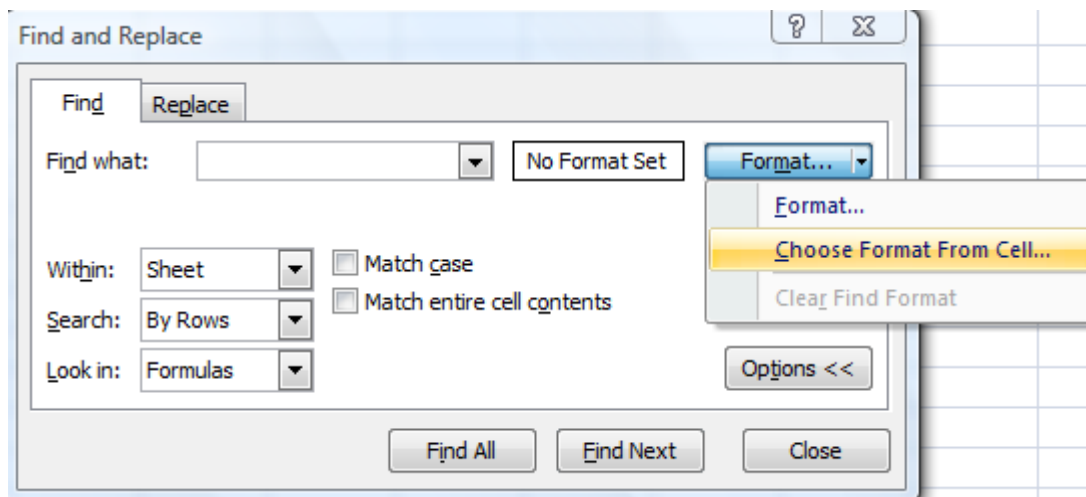 Find and Replace
Find Replace
Find what: No Format Set Format...
Format...
Choose Format From Cell...
Clear Find Format
Within: Sheet Match case
Match entire cell contents
Search: By Rows
Look in: Formulas Options <<
Find All Find Next Close